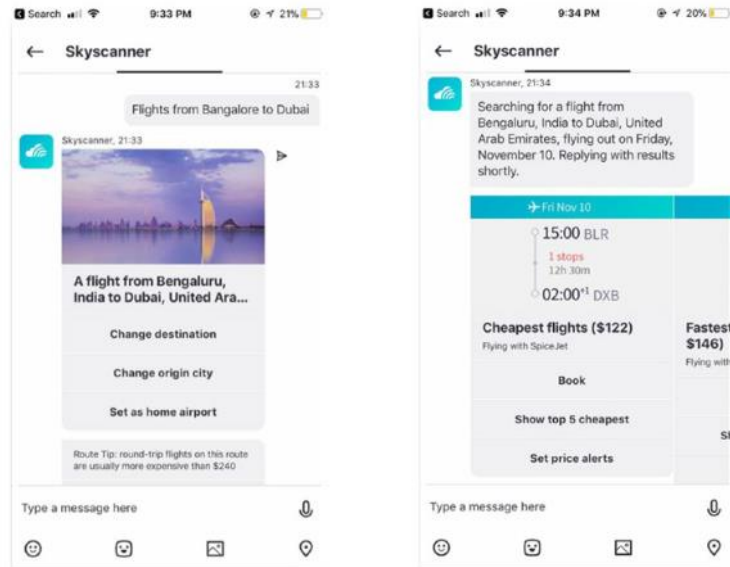 Search
9:33 PM
21%
Skyscanner
21:33
Flights from Bangalore to Dubai
Skyscanner, 21:33
A flight from Bengaluru,
India to Dubai, United Ara...
Change destination
Change origin city
Set as home airport
Route Tip: round-trip flights on this route
are usually more expensive than $240
Type a message here
Search
9:34 PM
20%
Skyscanner
Skyscanner, 21:34
Searching for a flight from
Bengaluru, India to Dubai, United
Arab Emirates, flying out on Friday,
November 10. Replying with results
shortly.
Fri Nov 10
15:00 BLR
1 stops
12h 30m
02:00+1 DXB
Cheapest flights ($122)
Flying with SpiceJet
Book
Show top 5 cheapest
Set price alerts
Fastest
$146)
Flying with
Type a message here